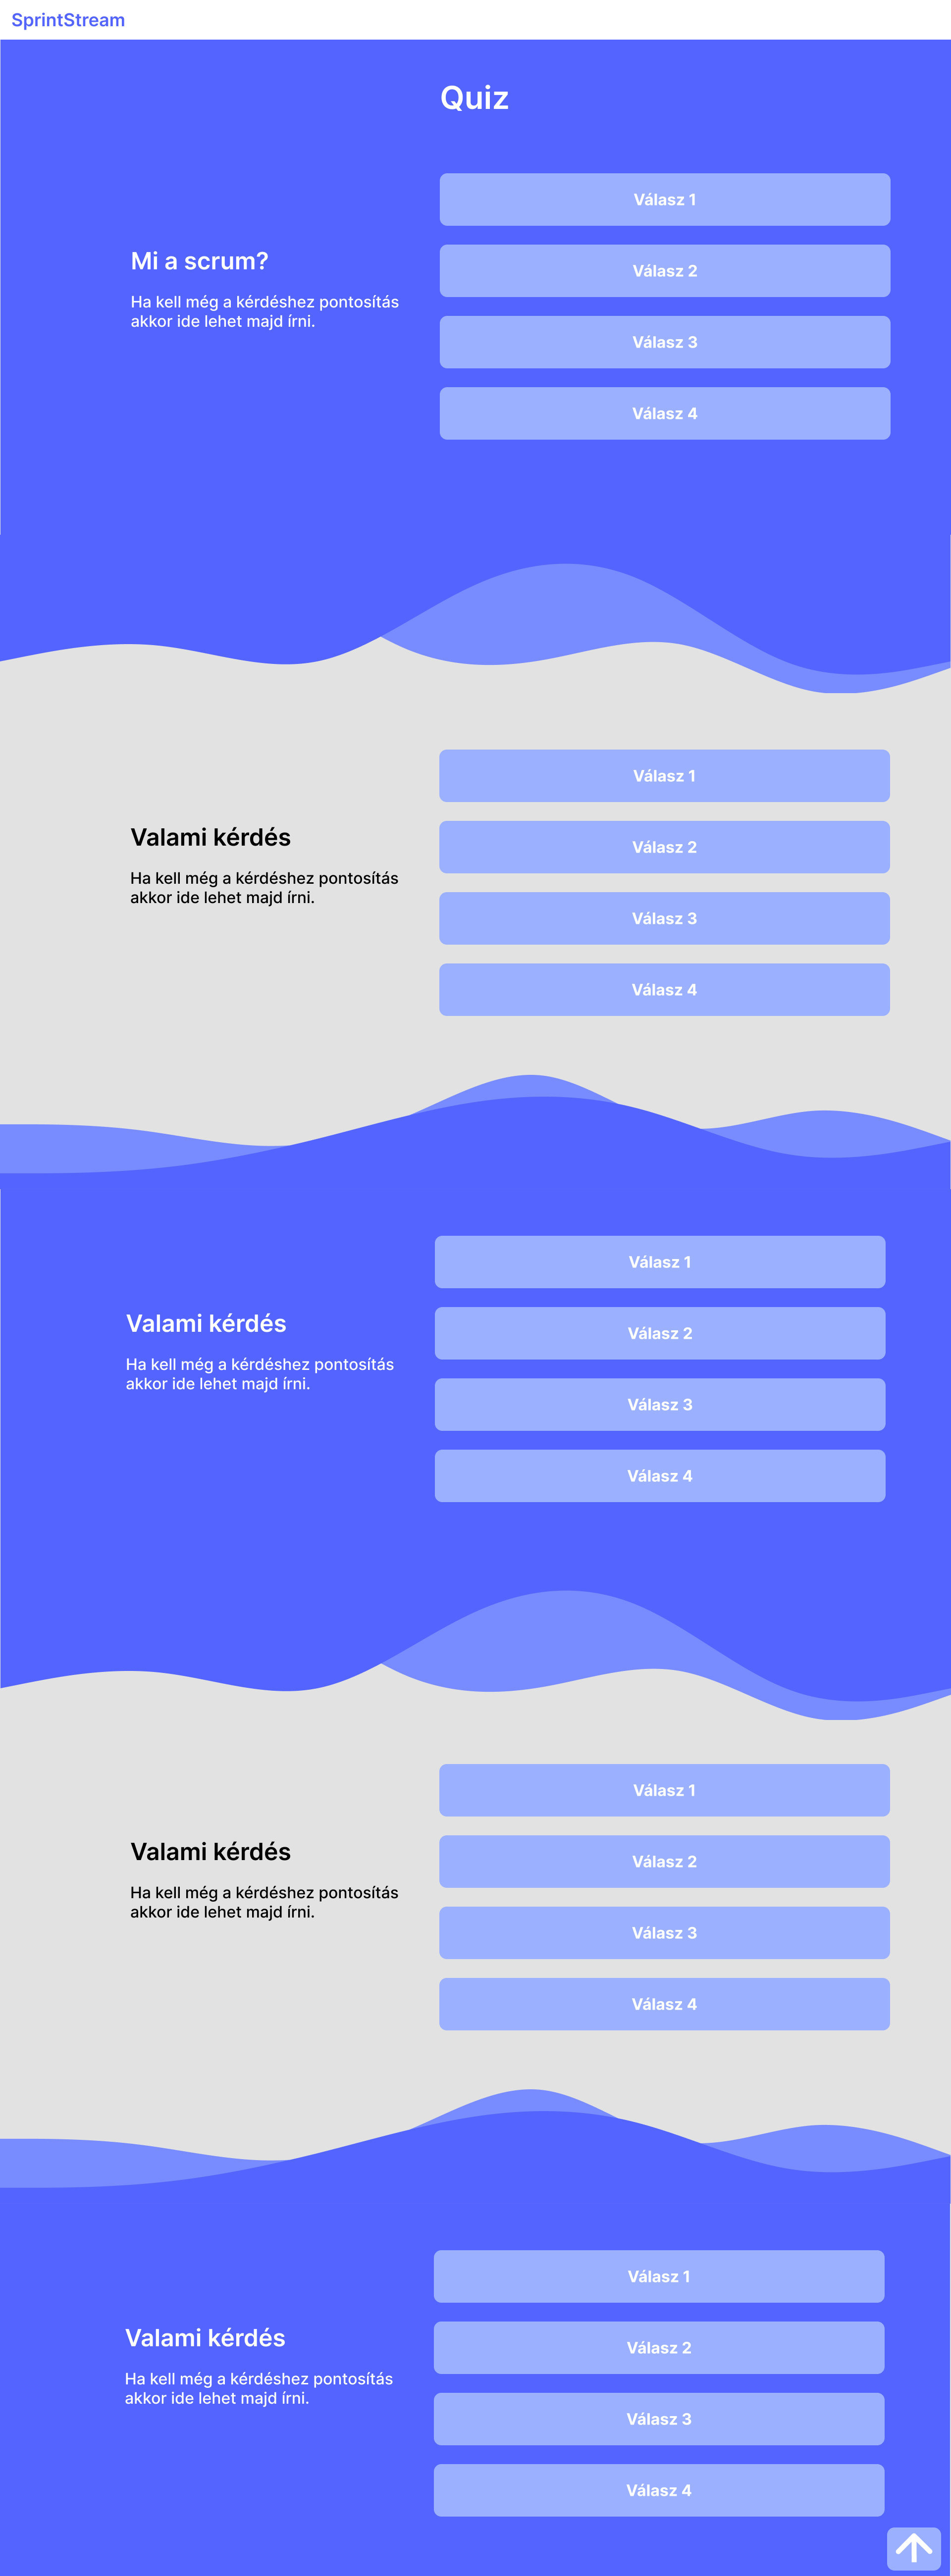 SprintStream
Quiz
Mi a scrum?
Ha kell még a kérdéshez pontosítás
akkor ide lehet majd írni.
Válasz 1
Válasz 2
Válasz 3
Válasz 4
Valami kérdés
Ha kell még a kérdéshez pontosítás
akkor ide lehet majd írni.
Válasz 1
Válasz 2
Válasz 3
Válasz 4
Valami kérdés
Ha kell még a kérdéshez pontosítás
akkor ide lehet majd írni.
Válasz 1
Válasz 2
Válasz 3
Válasz 4
Valami kérdés
Ha kell még a kérdéshez pontosítás
akkor ide lehet majd írni.
Válasz 1
Válasz 2
Válasz 3
Válasz 4
Valami kérdés
Ha kell még a kérdéshez pontosítás
akkor ide lehet majd írni.
Válasz 1
Válasz 2
Válasz 3
Válasz 4